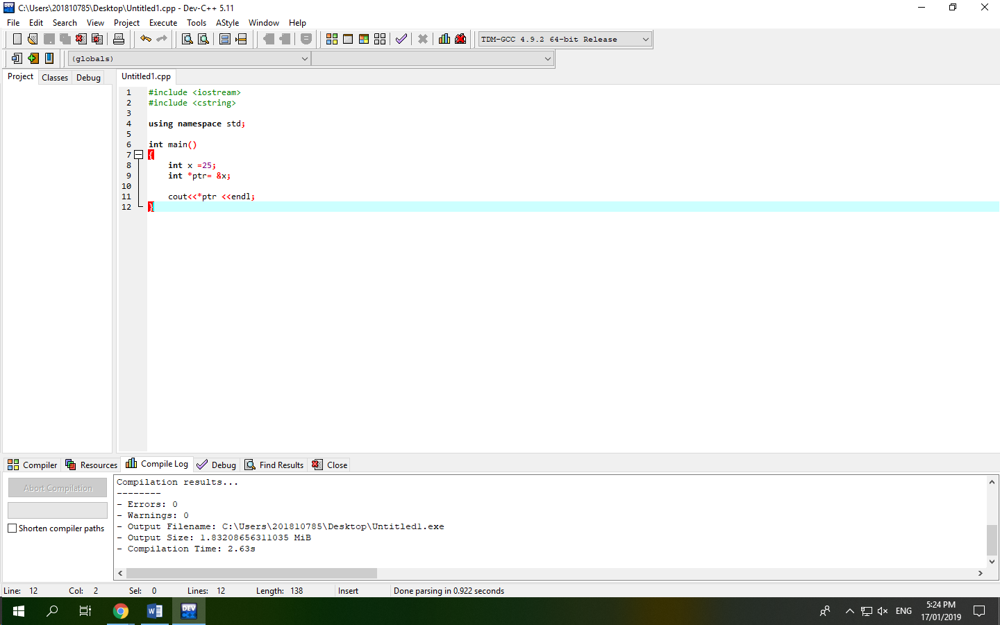 C:\Users\201810785\Desktop\Untitled1.cpp - Dev-C++ 5.11
File Edit Search View Project Execute Tools AStyle Window Help
TDM-GCC 4.9.2 64-bit Release
(globals)
Project Classes Debug
Untitled1.cpp
1 #include <iostream>
2 #include <cstring>
3
4 using namespace std;
5
6 int main()
7 {
8 int x =25;
9 int *ptr= &x;
10
11 cout<<*ptr <<endl;
12 }
Compiler Resources Compile Log Debug Find Results Close
Abort Compilation
Shorten compiler paths
Compilation results...
--------
- Errors: 0
- Warnings: 0
- Output Filename: C:\Users\201810785\Desktop\Untitled1.exe
- Output Size: 1.83208656311035 MiB
- Compilation Time: 2.63s
Line: 12 Col: 2 Sel: 0 Lines: 12 Length: 138 Insert Done parsing in 0.922 seconds
DEV
ENG
5:24 PM
17/01/2019